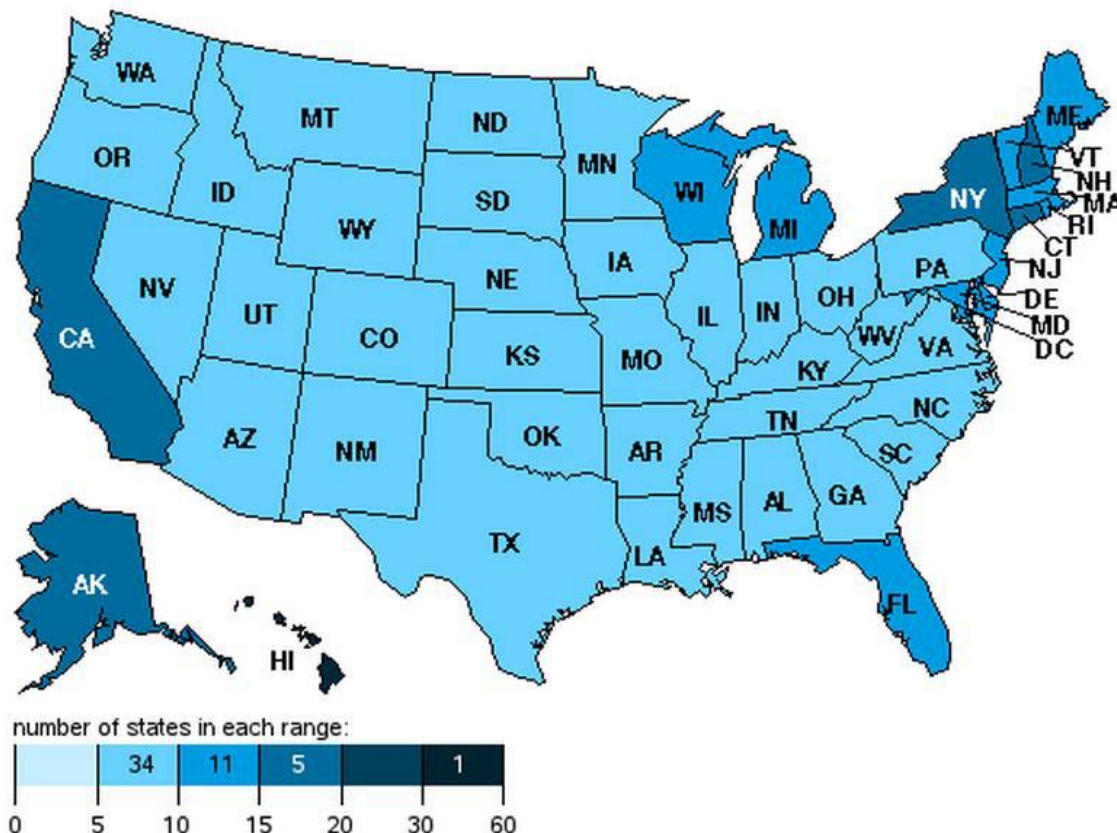 WA
MT
ND
MN
ME
OR
ID
SD
WI
VT
NH
NY
MA
RI
WY
MI
CT
IA
NE
PA
NJ
NV
OH
DE
UT
IL
IN
MD
CA
CO
WV
DC
KS
MO
VA
KY
NC
TN
AZ
OK
NM
AR
SC
MS
AL
GA
TX
LA
AK
FL
HI
number of states in each range:
34 11 5 1
0 5 10 15 20 30 60